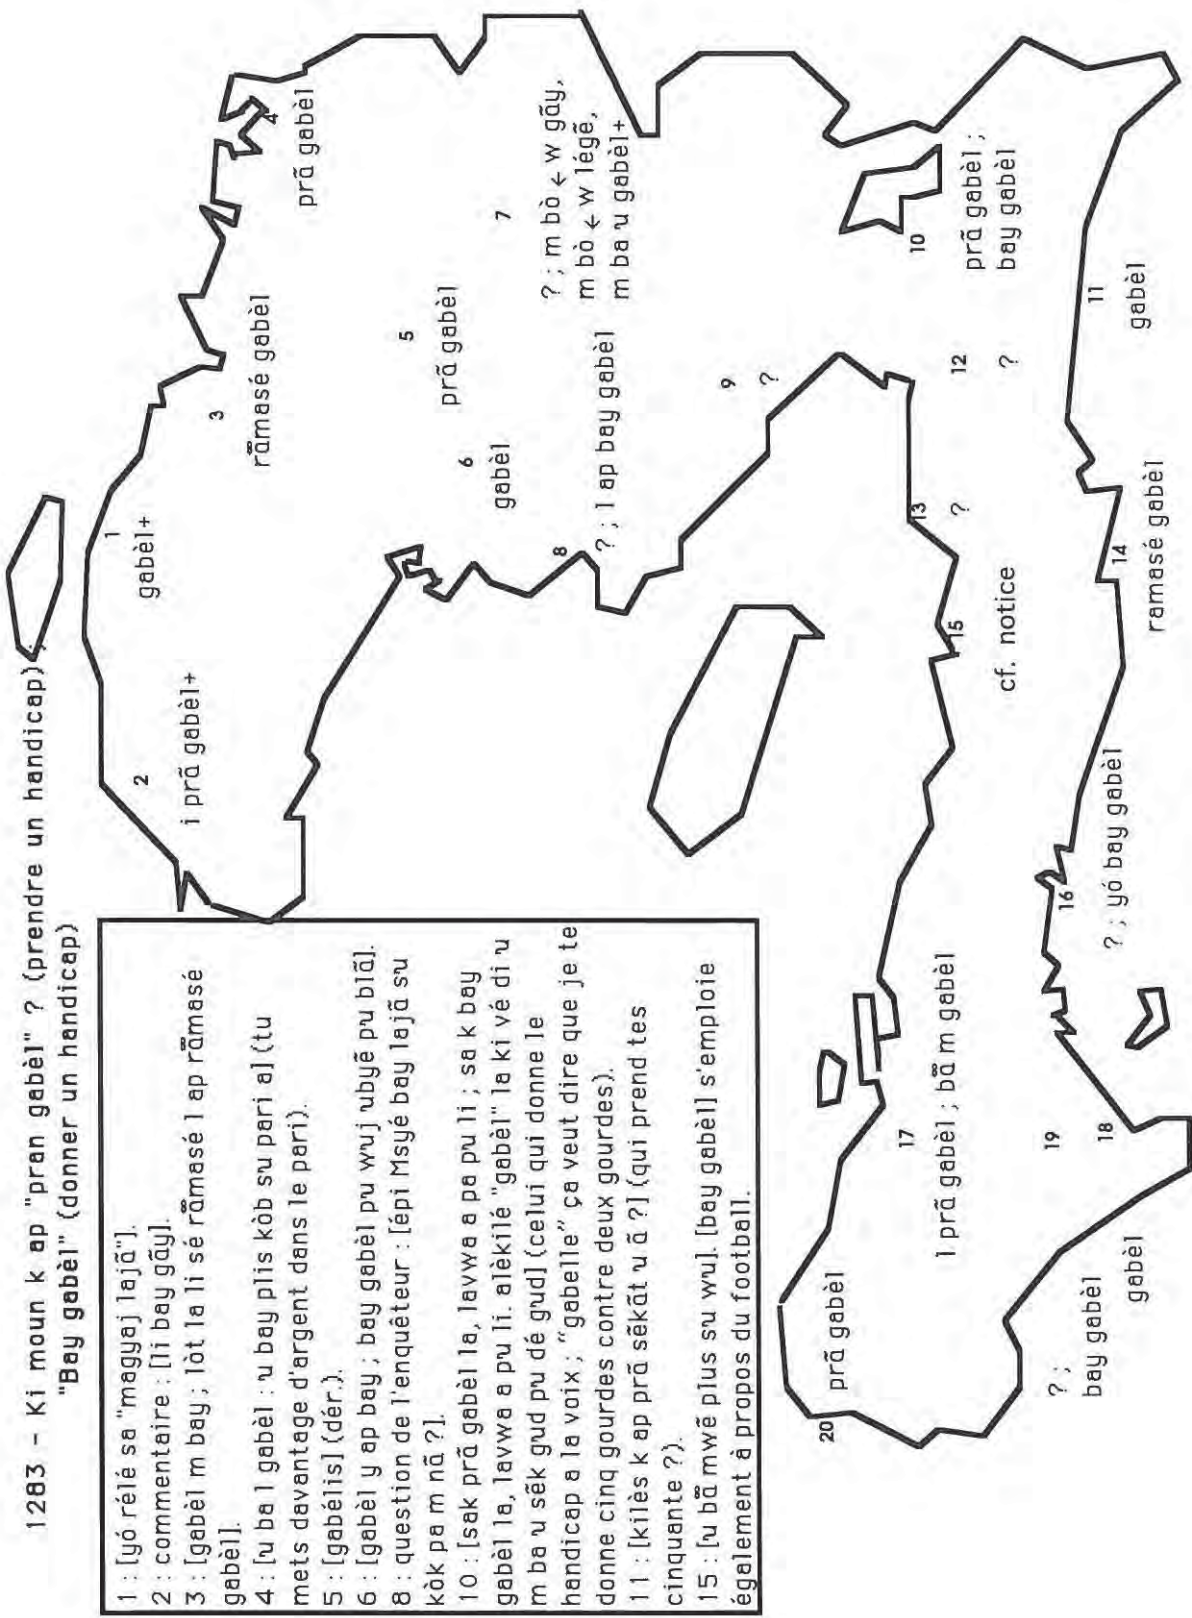 1283 - Ki moun k ap "pran gabèl" ? (prendre un handicap) ;
"Bay gabèl" (donner un handicap)
1 : [yó rélé sa "magyaj lajã"].
2 : commentaire : [li bay gãy].
3 : [gabèl m bay ; lòt la li sé rãmasé l ap rãmasé
gabèl].
4 : [u ba l gabèl : u bay plis kòb su pari a] (tu
mets davantage d'argent dans le pari).
5 : [gabélis] (dér.).
6 : [gabèl y ap bay ; bay gabèl pu wuj ubyẽ pu blã].
8 : question de l'enquêteur : [épi Msyé bay lajã su
kòk pa m nã ?].
10 : [sak prã gabèl la, lavwa a pa pu li ; sa k bay
gabèl la, lavwa a pu li. alèkilé "gabèl" la ki vé di u
m ba u sẽk gud pu dé gud] (celui qui donne le
handicap a la voix ; "gabelle" ça veut dire que je te
donne cinq gourdes contre deux gourdes).
11 : [kilès k ap prã sẽkãt u ã ?] (qui prend tes
cinquante ?).
15 : [u bã mwẽ plus su wu]. [bay gabèl] s'emploie
également à propos du football.
1
gabèl+
2
i prã gabèl+
3
rãmasé gabèl
4
prã gabèl
5
prã gabèl
6
gabèl
7
? ; m bò ← w gãy,
m bò ← w légẽ,
m ba u gabèl+
8
? ; l ap bay gabèl
9
?
10
prã gabèl ;
bay gabèl
11
gabèl
12
?
13
?
14
ramasé gabèl
15
cf. notice
16
? ; yó bay gabèl
17
l prã gabèl ; bã m gabèl
18
gabèl
19
? ;
bay gabèl
20
prã gabèl